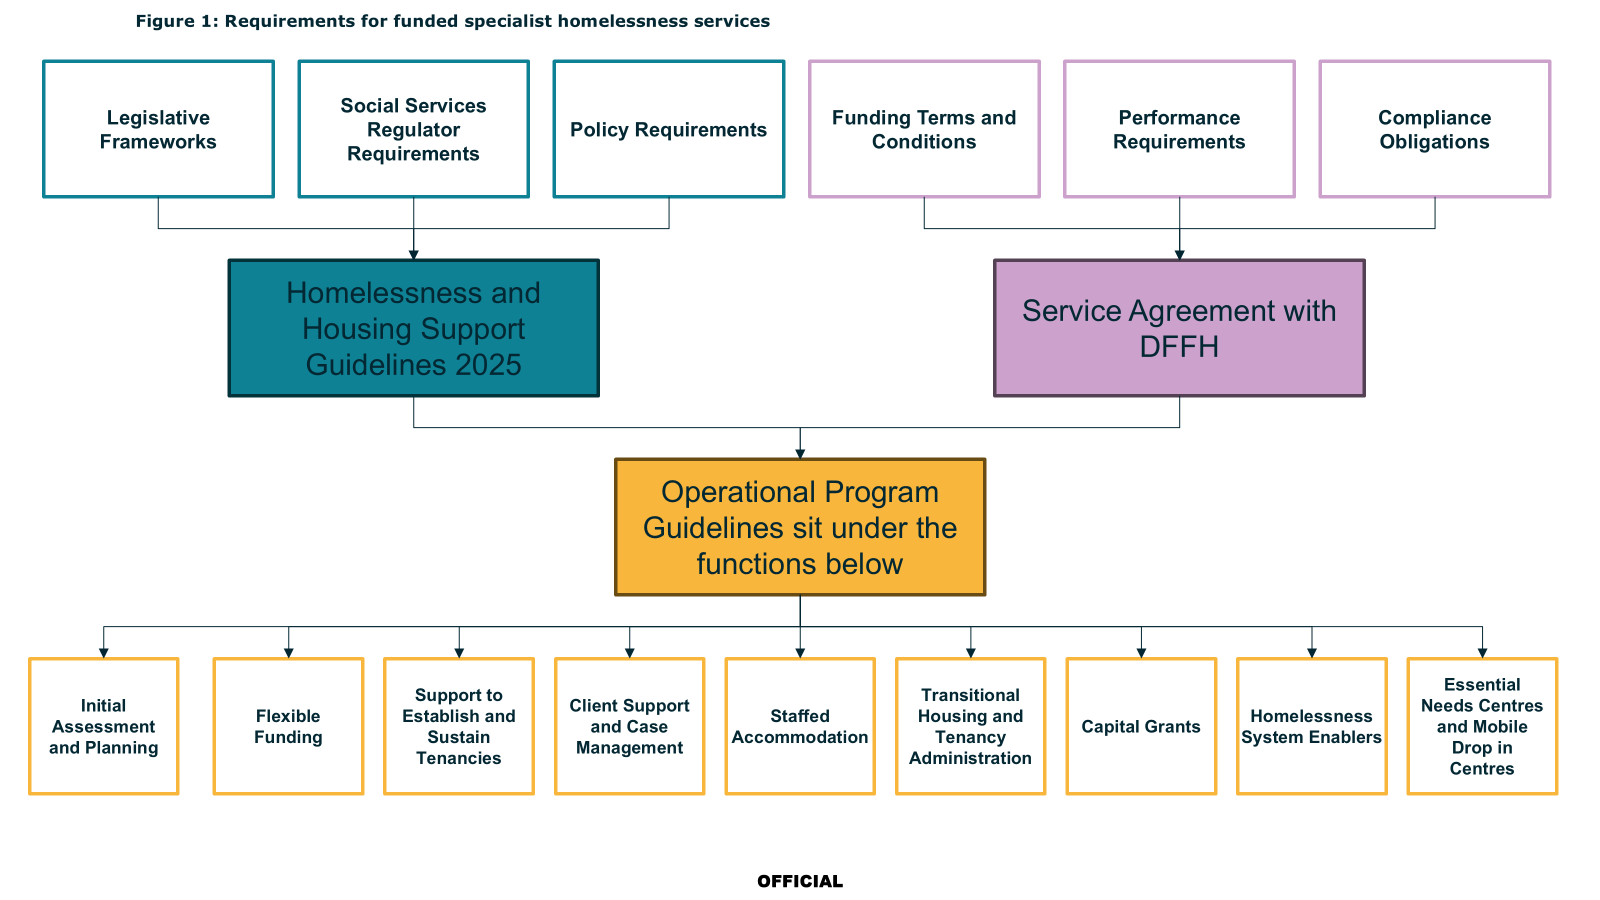 Figure 1: Requirements for funded specialist homelessness services
Legislative
Frameworks
Social Services
Regulator
Requirements
Policy Requirements
Funding Terms and
Conditions
Performance
Requirements
Compliance
Obligations
Homelessness and
Housing Support
Guidelines 2025
Service Agreement with
DFFH
Operational Program
Guidelines sit under the
functions below
Initial
Assessment
and Planning
Flexible
Funding
Support to
Establish and
Sustain
Tenancies
Client Support
and Case
Management
Staffed
Accommodation
Transitional
Housing and
Tenancy
Administration
Capital Grants
Homelessness
System Enablers
Essential
Needs Centres
and Mobile
Drop in
Centres
OFFICIAL